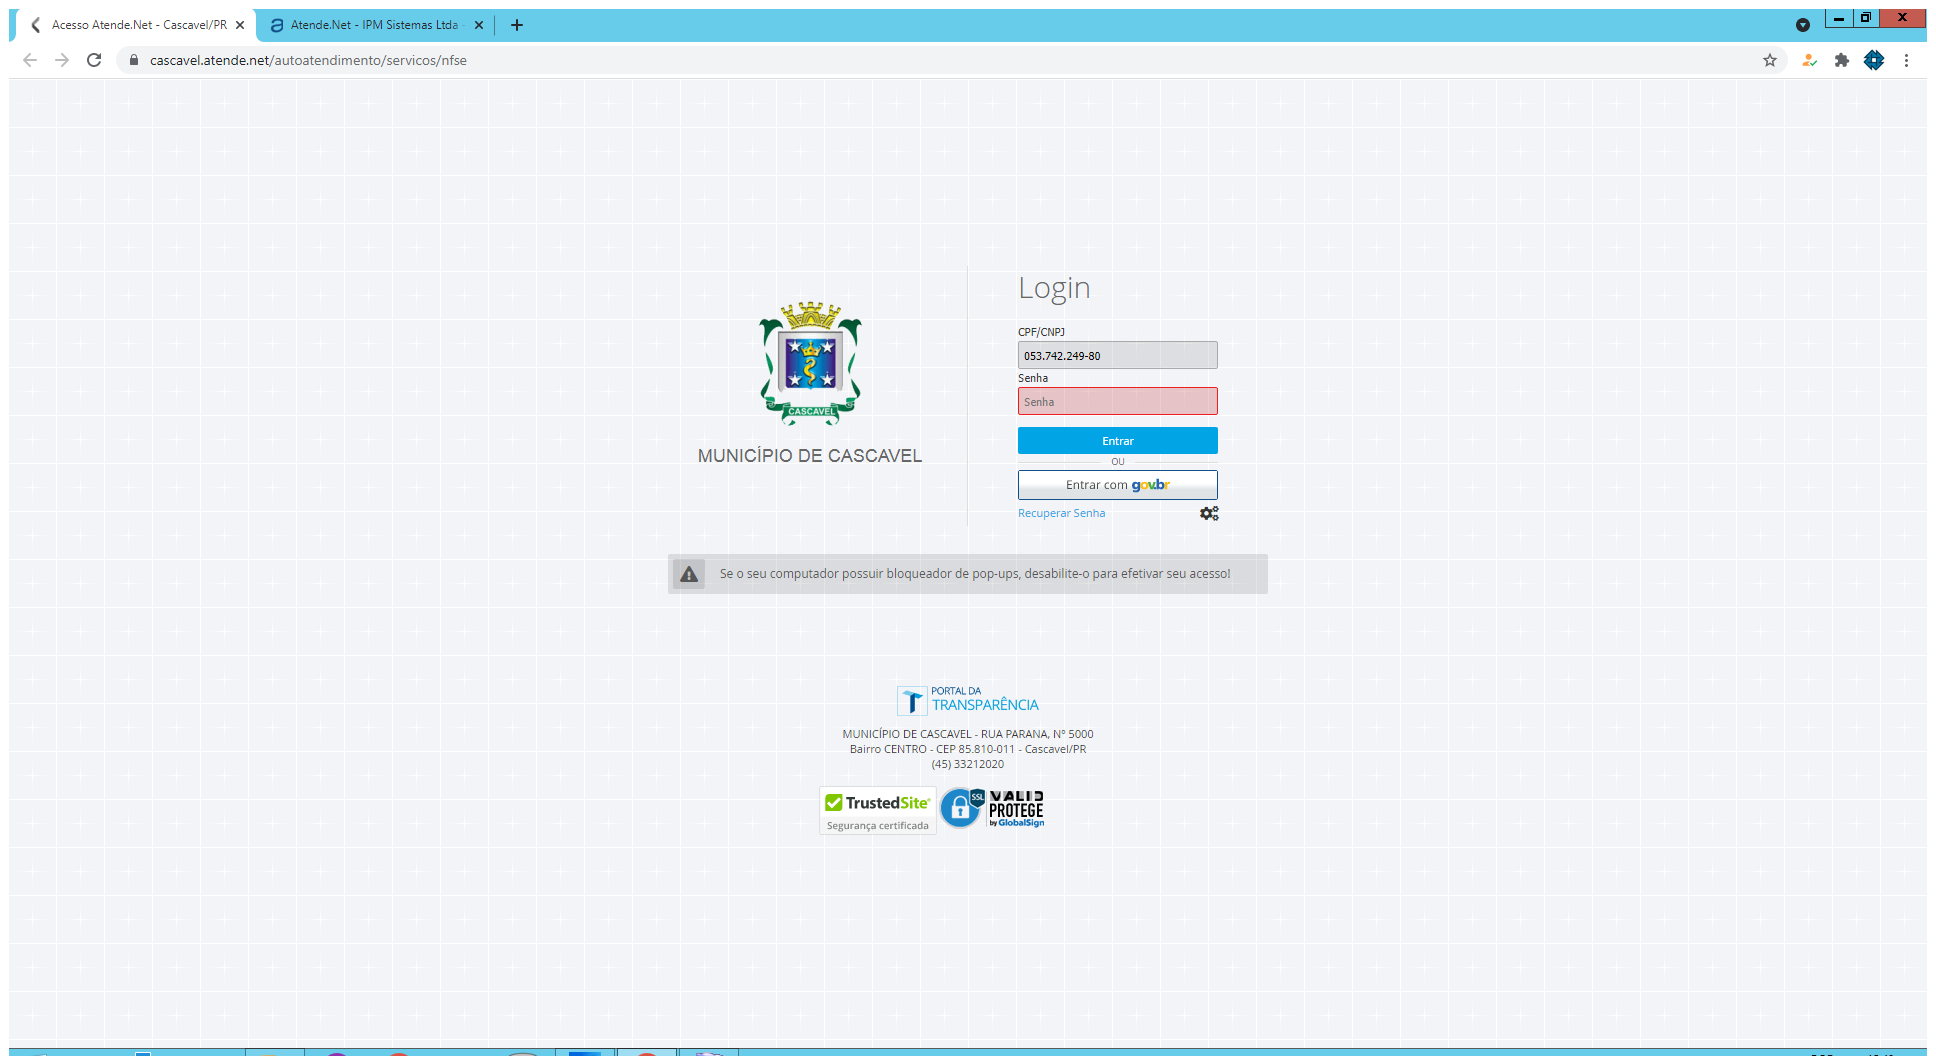 Acesso Atende.Net - Cascavel/PR
Atende.Net - IPM Sistemas Ltda
cascavel.atende.net/autoatendimento/servicos/nfse
CASCAVEL
MUNICÍPIO DE CASCAVEL
Login
CPF/CNPJ
053.742.249-80
Senha
Senha
Entrar
OU
Entrar com gov.br
Recuperar Senha
Se o seu computador possuir bloqueador de pop-ups, desabilite-o para efetivar seu acesso!
PORTAL DA
TRANSPARÊNCIA
MUNICÍPIO DE CASCAVEL - RUA PARANA, Nº 5000
Bairro CENTRO - CEP 85.810-011 - Cascavel/PR
(45) 33212020
TrustedSite
Segurança certificada
SSL
VALID
PROTEGE
by GlobalSign